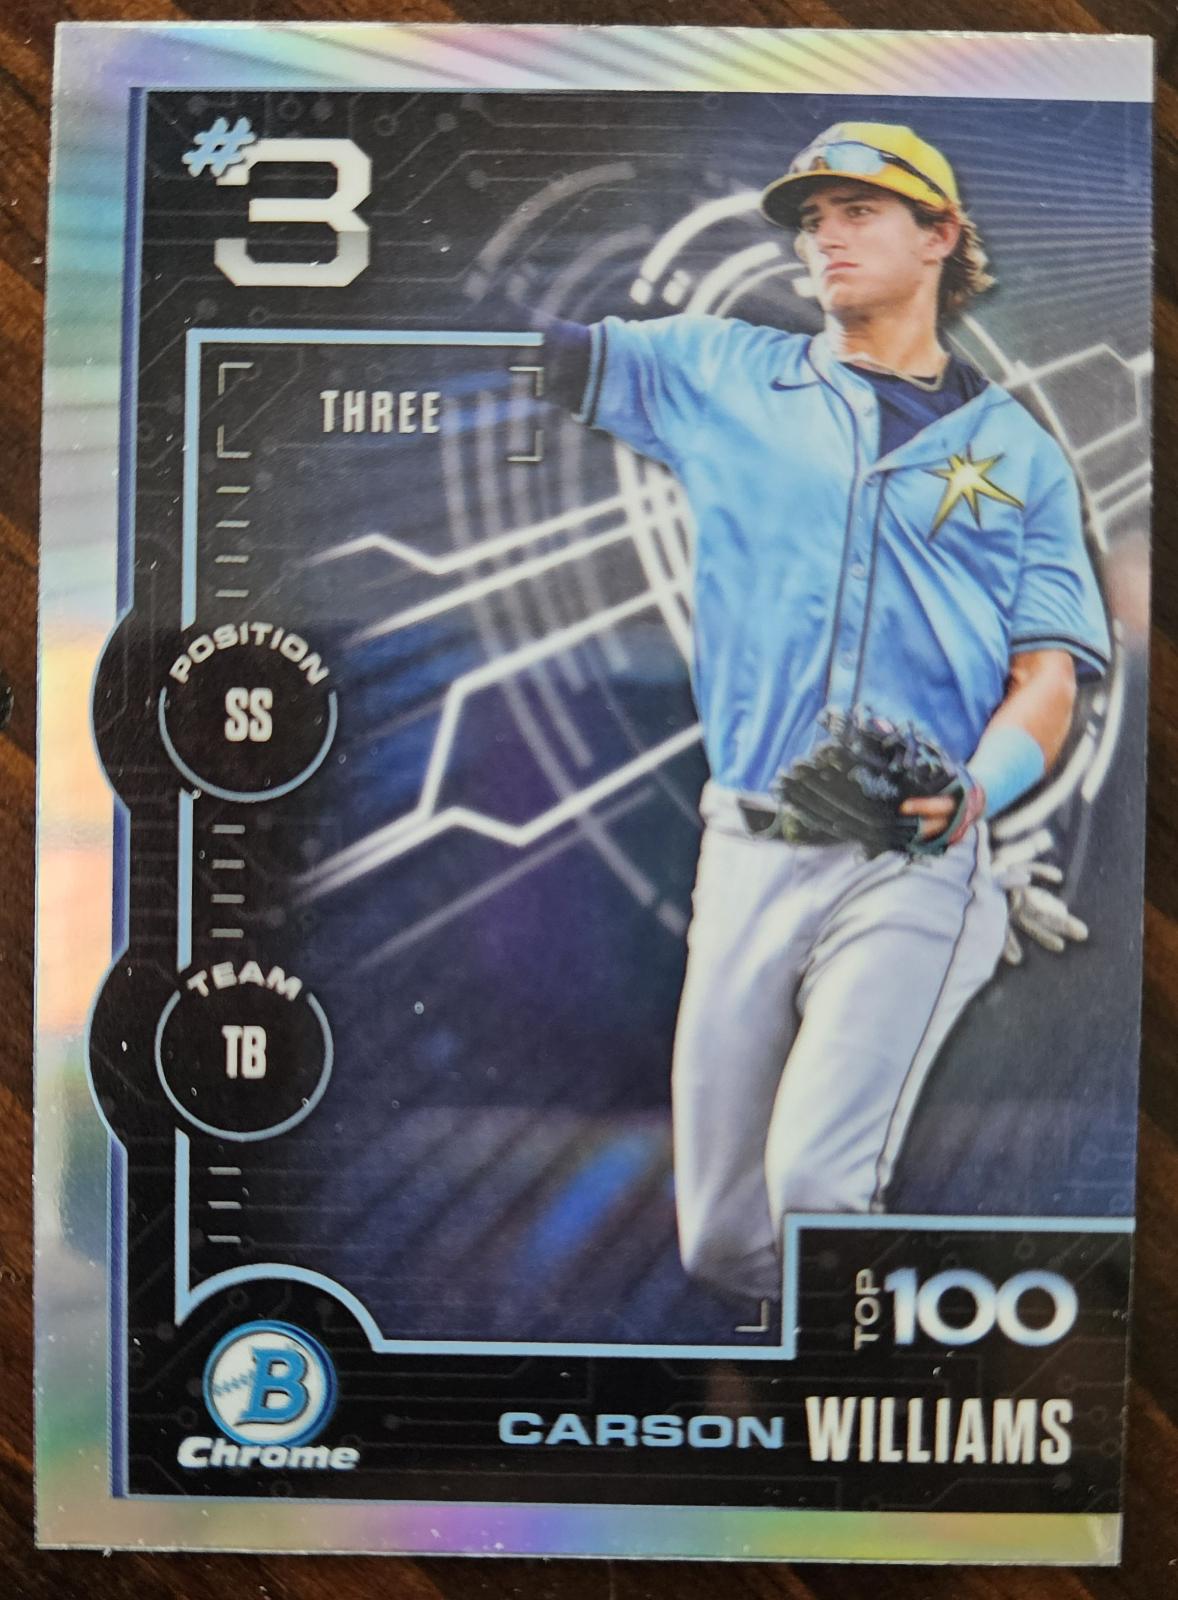 #3
THREE
POSITION
SS
TEAM
TB
TOP 100
B
Chrome
CARSON WILLIAMS